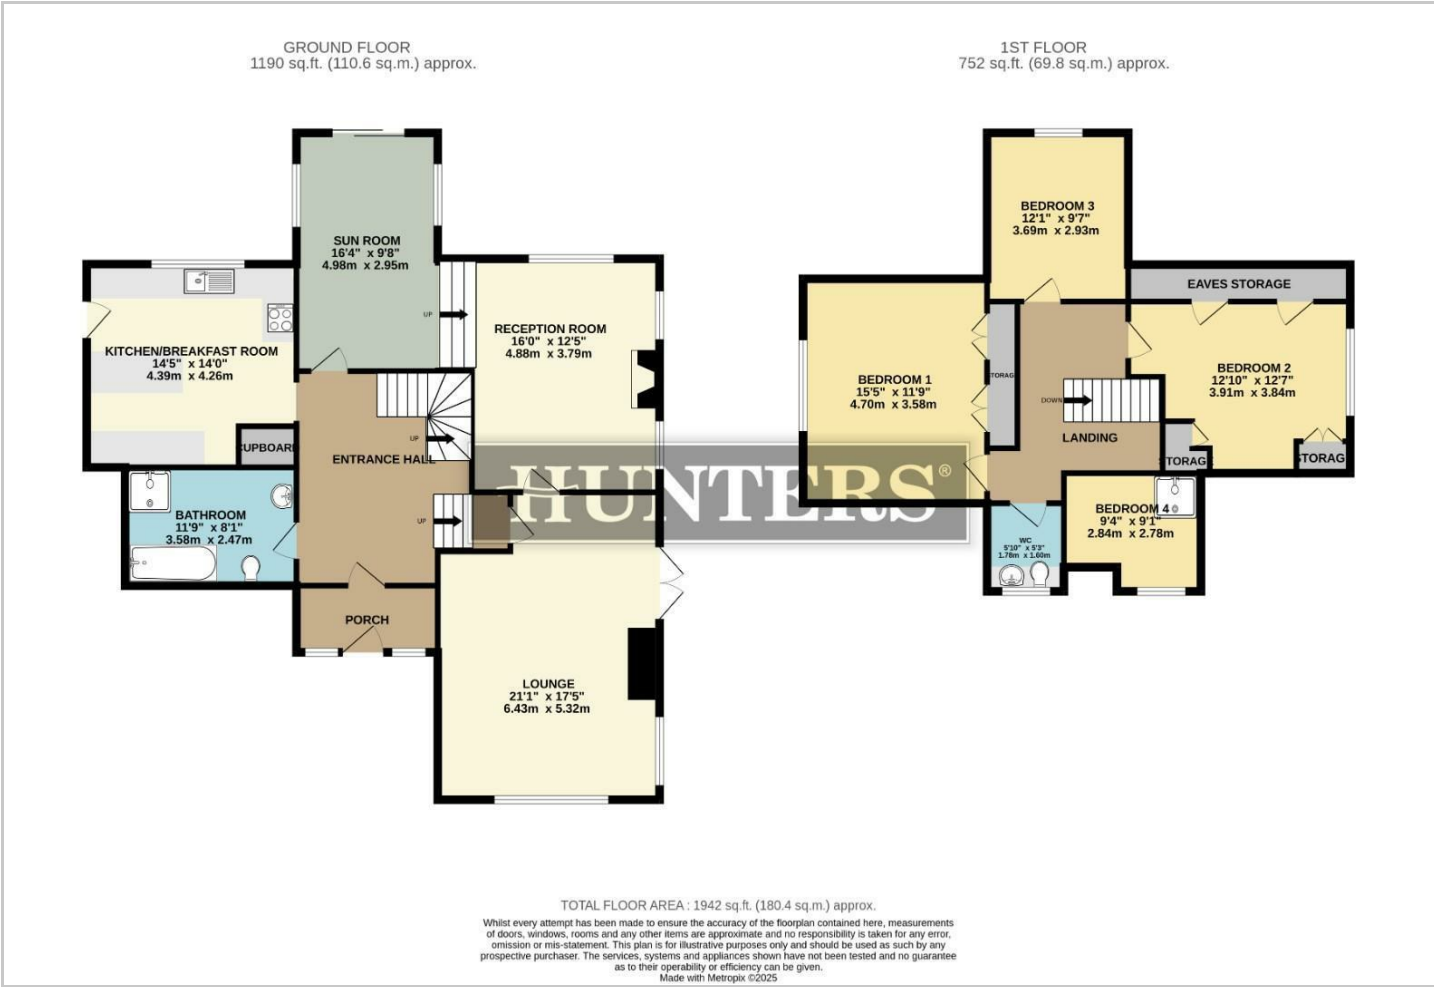 GROUND FLOOR
1190 sq.ft. (110.6 sq.m.) approx.
SUN ROOM
16'4" x 9'8"
4.98m x 2.95m
UP
RECEPTION ROOM
16'0" x 12'5"
4.88m x 3.79m
KITCHEN/BREAKFAST ROOM
14'5" x 14'0"
4.39m x 4.26m
CUPBOARD
UP
ENTRANCE HALL
UP
BATHROOM
11'9" x 8'1"
3.58m x 2.47m
PORCH
LOUNGE
21'1" x 17'5"
6.43m x 5.32m
HUNTERS®
1ST FLOOR
752 sq.ft. (69.8 sq.m.) approx.
BEDROOM 3
12'1" x 9'7"
3.69m x 2.93m
EAVES STORAGE
BEDROOM 1
15'5" x 11'9"
4.70m x 3.58m
TORAG
BEDROOM 2
12'10" x 12'7"
3.91m x 3.84m
DOWN
LANDING
STORAGE
STORAG
BEDROOM 4
9'4" x 9'1"
2.84m x 2.78m
WC
5'10" x 5'3"
1.78m x 1.60m
TOTAL FLOOR AREA : 1942 sq.ft. (180.4 sq.m.) approx.
Whilst every attempt has been made to ensure the accuracy of the floorplan contained here, measurements
of doors, windows, rooms and any other items are approximate and no responsibility is taken for any error,
omission or mis-statement. This plan is for illustrative purposes only and should be used as such by any
prospective purchaser. The services, systems and appliances shown have not been tested and no guarantee
as to their operability or efficiency can be given.
Made with Metropix ©2025